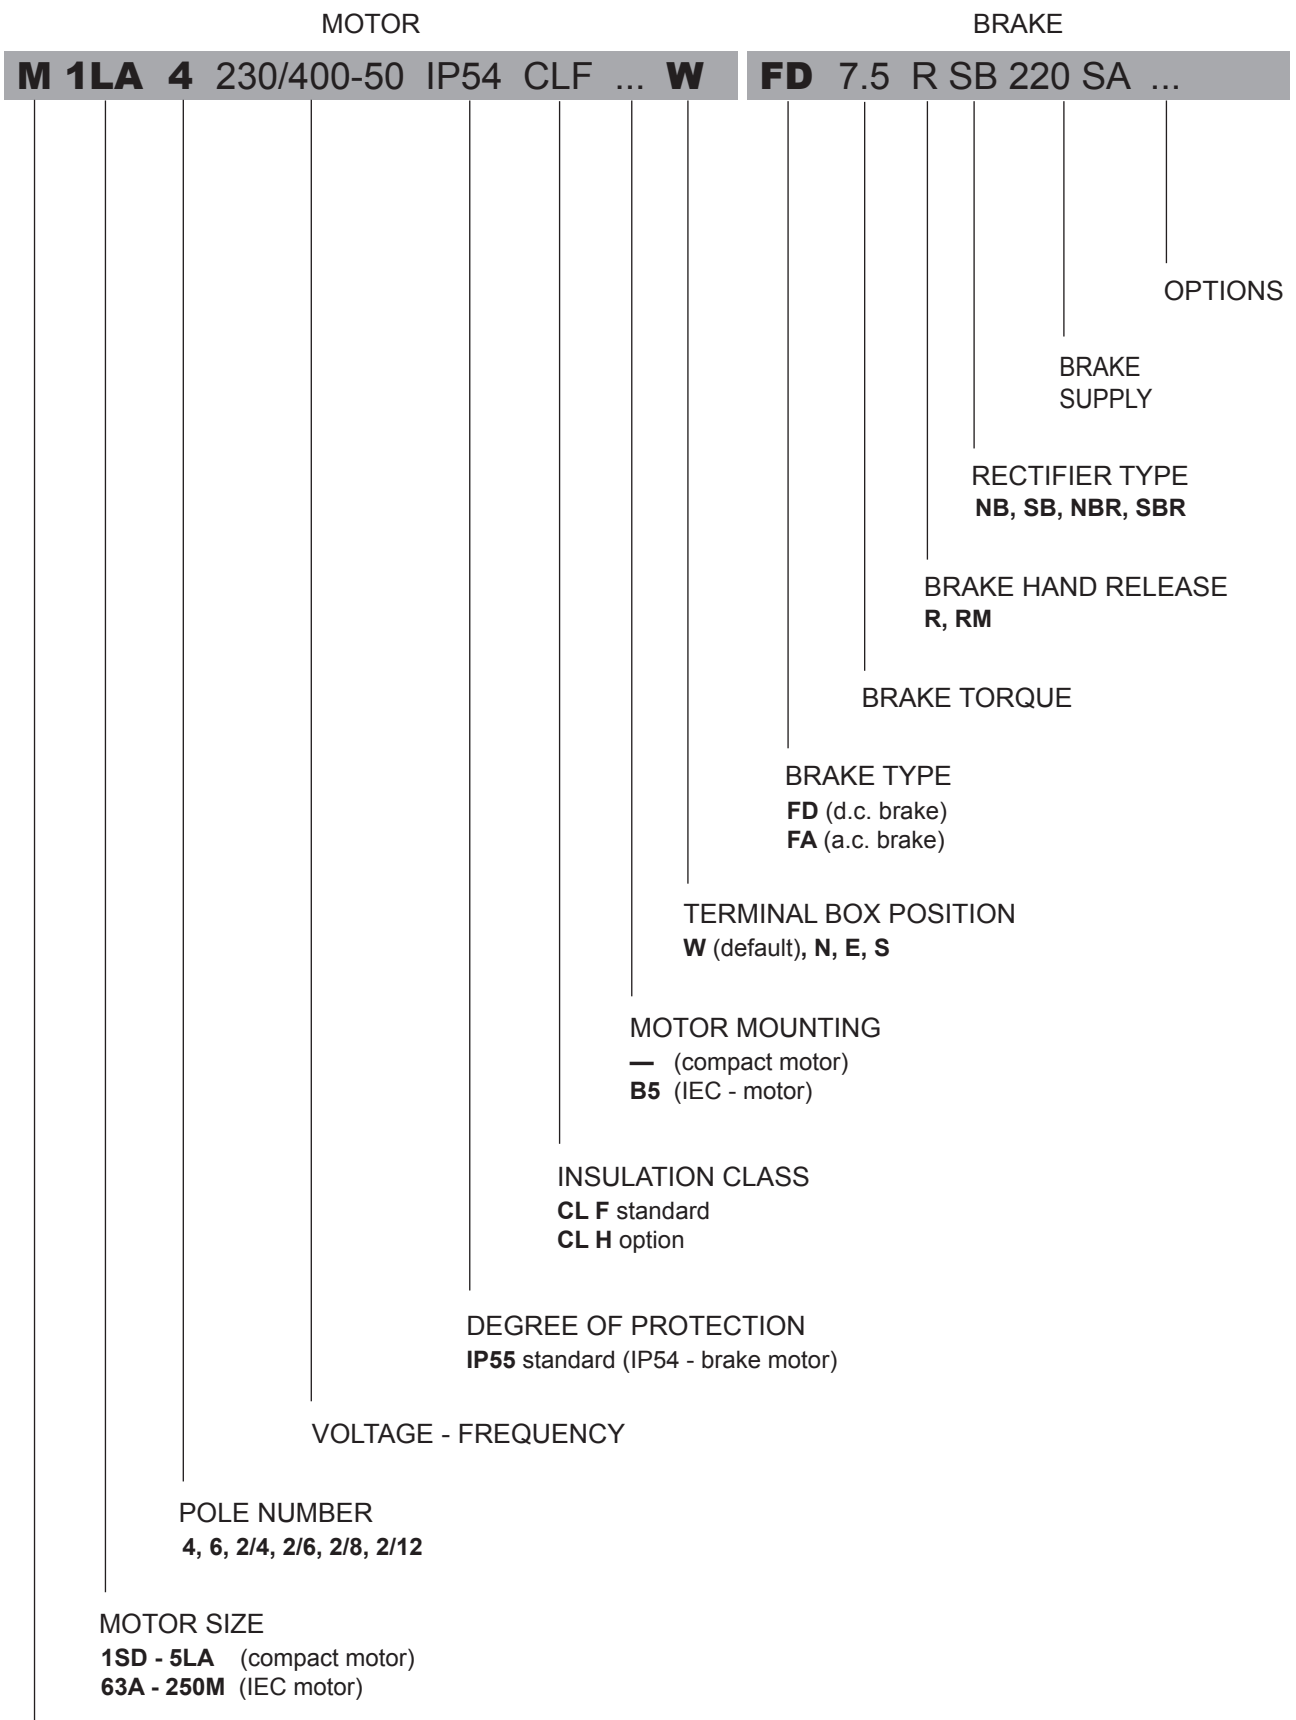 MOTOR BRAKE
M 1LA 4 230/400-50 IP54 CLF ... W FD 7.5 R SB 220 SA ...
OPTIONS
BRAKE
SUPPLY
RECTIFIER TYPE
NB, SB, NBR, SBR
BRAKE HAND RELEASE
R, RM
BRAKE TORQUE
BRAKE TYPE
FD (d.c. brake)
FA (a.c. brake)
TERMINAL BOX POSITION
W (default), N, E, S
MOTOR MOUNTING
— (compact motor)
B5 (IEC - motor)
INSULATION CLASS
CL F standard
CL H option
DEGREE OF PROTECTION
IP55 standard (IP54 - brake motor)
VOLTAGE - FREQUENCY
POLE NUMBER
4, 6, 2/4, 2/6, 2/8, 2/12
MOTOR SIZE
1SD - 5LA (compact motor)
63A - 250M (IEC motor)